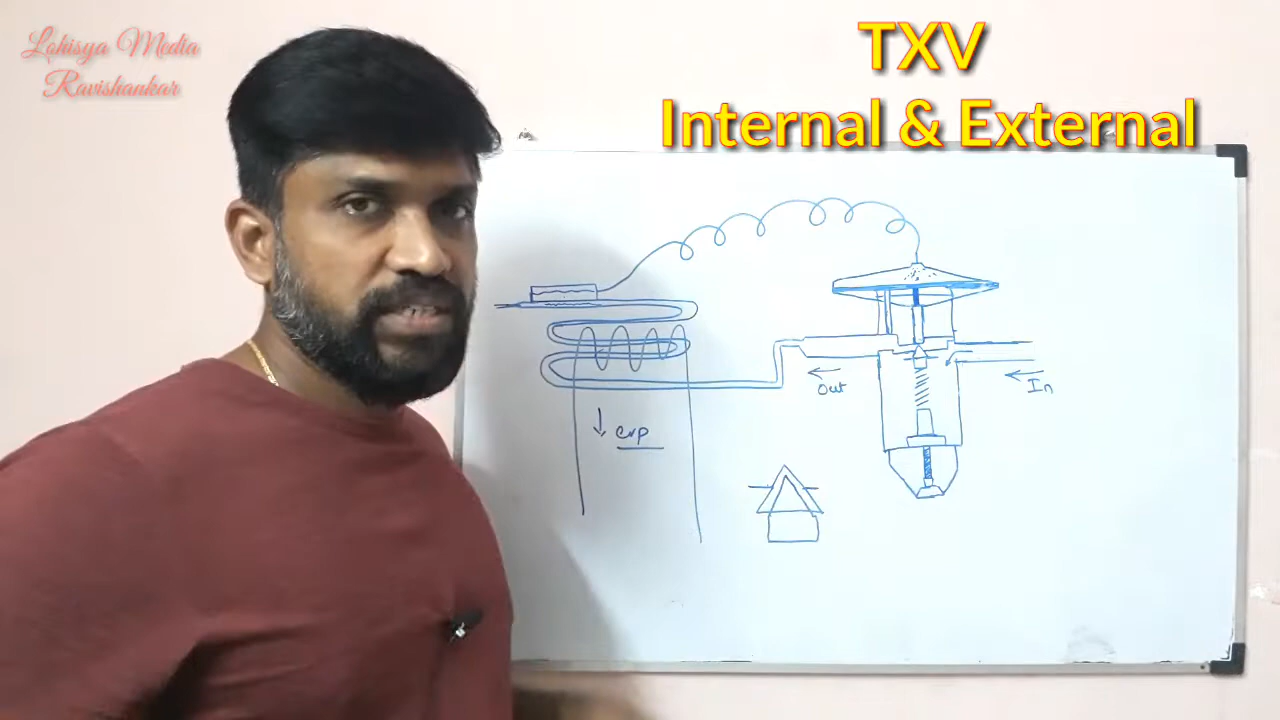 Lohisya Media
Ravishankar
TXV
Internal & External
Out
In
evp